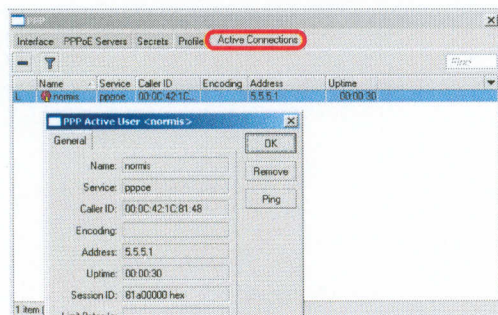 PPP
Interface PPPoE Servers Secrets Profile Active Connections
Name Service Caller ID Encoding Address Uptime
L normis pppoe 00:0C:42:1C... 5.5.5.1 00:00:30
PPP Active User <normis>
General
OK
Name: normis
Remove
Service: pppoe
Ping
Caller ID: 00:0C:42:1C:81:48
Encoding:
Address: 5.5.5.1
Uptime: 00:00:30
Session ID: 81a00000 hex
1 item